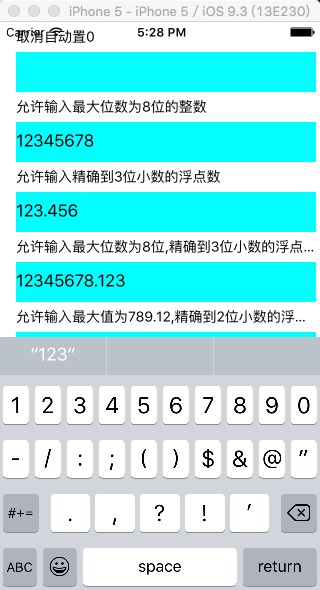 iPhone 5 - iPhone 5 / iOS 9.3 (13E230)
Carrier 5:28 PM
取消自动置0
允许输入最大位数为8位的整数
12345678
允许输入精确到3位小数的浮点数
123.456
允许输入最大位数为8位,精确到3位小数的浮点...
12345678.123
允许输入最大值为789.12,精确到2位小数的浮...
“123”
1 2 3 4 5 6 7 8 9 0
- / : ; ( ) $ & @ "
#+= . , ? ! ’
ABC space return